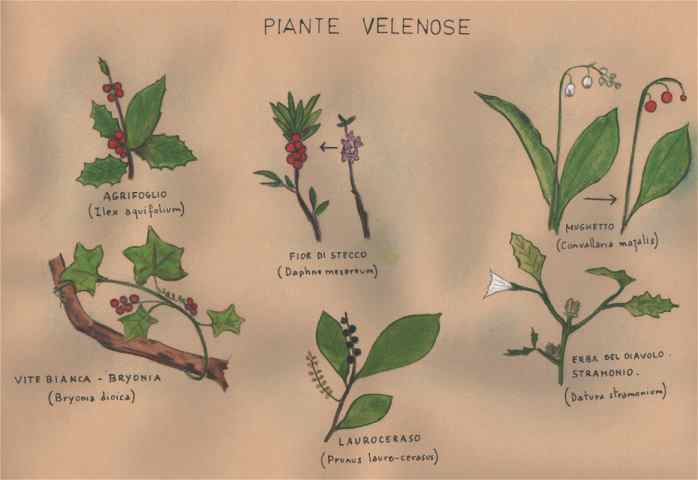 PIANTE VELENOSE
AGRIFOGLIO
(Ilex aquifolium)
FIOR DI STECCO
(Daphne mezereum)
MUGHETTO
(Convallaria majalis)
VITE BIANCA - BRYONIA
(Bryonia dioica)
LAUROCERASO
(Prunus lauro-cerasus)
ERBA DEL DIAVOLO.
STRAMONIO.
(Datura stramonium)